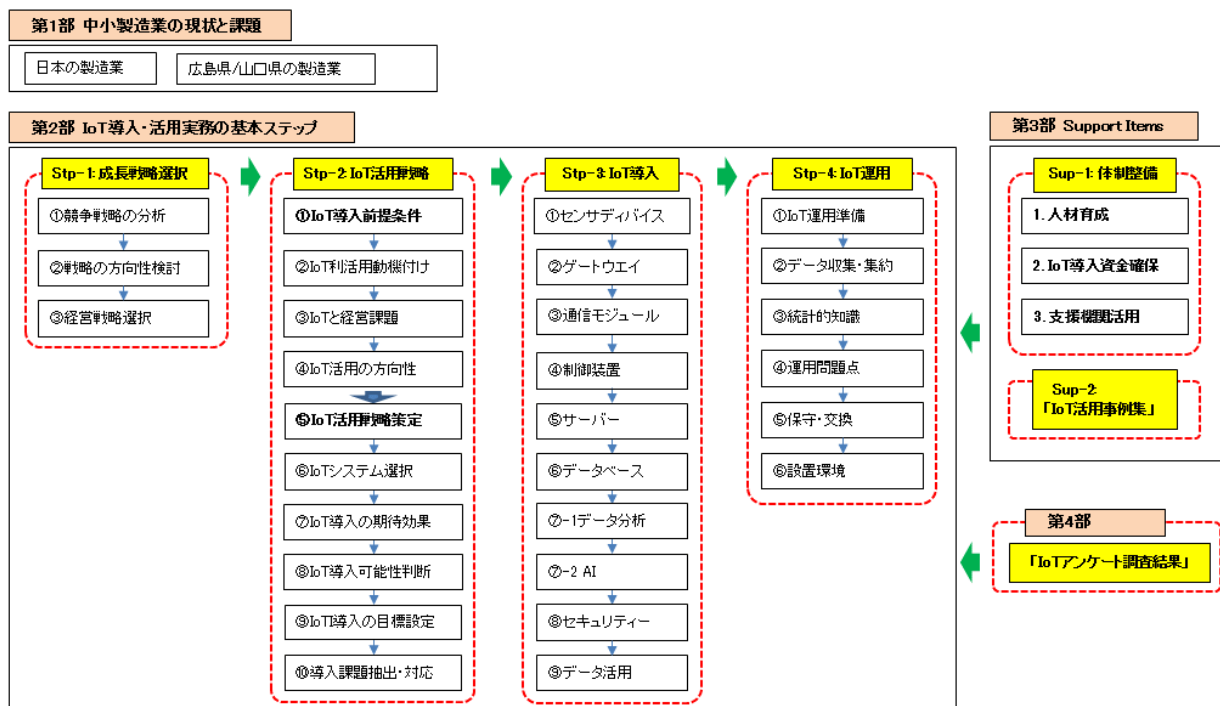 第1部 中小製造業の現状と課題
日本の製造業
広島県/山口県の製造業
第2部 IoT導入・活用実務の基本ステップ
Stp-1:成長戦略選択
①競争戦略の分析
②戦略の方向性検討
③経営戦略選択
Stp-2:IoT活用戦略
①IoT導入前提条件
②IoT利活用動機付け
③IoTと経営課題
④IoT活用の方向性
⑤IoT活用戦略策定
⑥IoTシステム選択
⑦IoT導入の期待効果
⑧IoT導入可能性判断
⑨IoTI導入の目標設定
⑩導入課題抽出・対応
Stp-3:IoT導入
①センサディバイス
②ゲートウエイ
③通信モジュール
④制御装置
⑤サーバー
⑥データベース
⑦-1データ分析
⑦-2 AI
⑧セキュリティー
⑨データ活用
Stp-4:IoT運用
①IoT運用準備
②データ収集・集約
③統計的知識
④運用問題点
⑤保守・交換
⑥設置環境
第3部 Support Items
Sup-1:体制整備
1.人材育成
2.IoT導入資金確保
3.支援機関活用
Sup-2:
「IoT活用事例集」
第4部
「IoTアンケート調査結果」